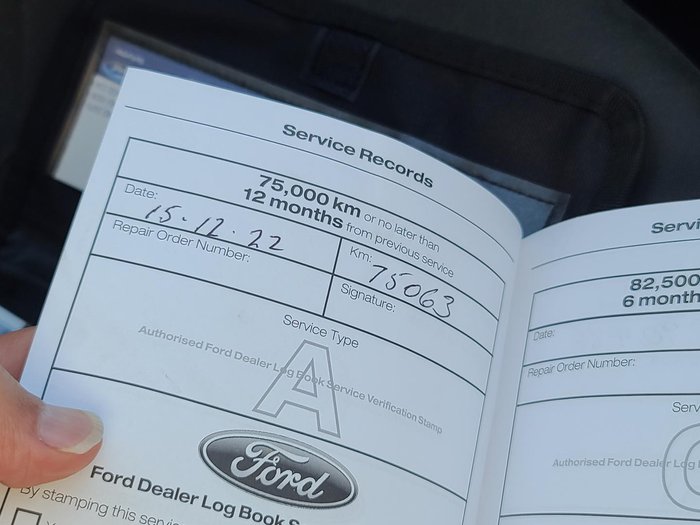 Service Records
75,000 km or no later than
12 months from previous service
Date: 15.12.22
Km: 75063
Repair Order Number:
Signature:
Service Type
A
Authorised Ford Dealer Log Book Service Verification Stamp
Ford
Ford Dealer Log Book S
By stamping this servi
Servi
82,500
6 month
Date:
Repair Order Number:
Serv
Authorised Ford Dealer Log